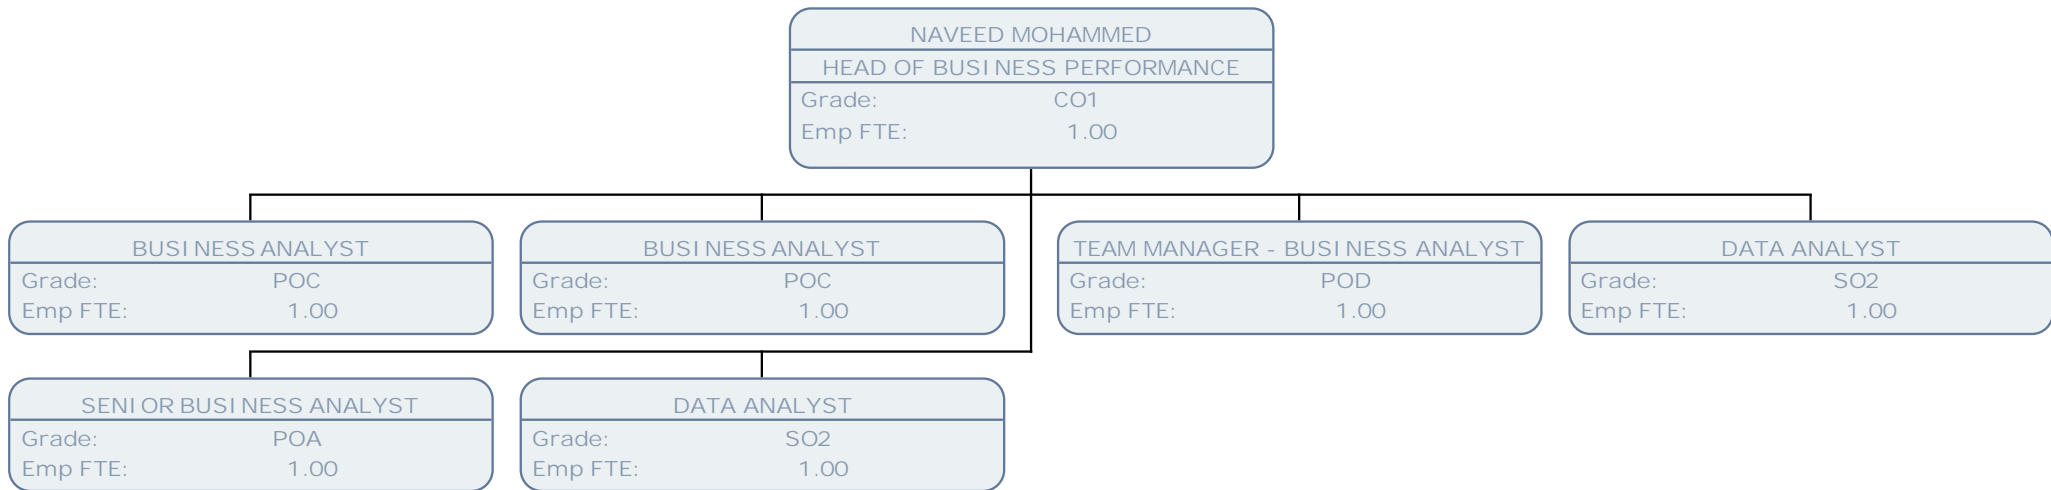 NAVEED MOHAMMED
HEAD OF BUSINESS PERFORMANCE
Grade: CO1
Emp FTE: 1.00
BUSINESS ANALYST
Grade: POC
Emp FTE: 1.00
BUSINESS ANALYST
Grade: POC
Emp FTE: 1.00
TEAM MANAGER - BUSINESS ANALYST
Grade: POD
Emp FTE: 1.00
DATA ANALYST
Grade: SO2
Emp FTE: 1.00
SENIOR BUSINESS ANALYST
Grade: POA
Emp FTE: 1.00
DATA ANALYST
Grade: SO2
Emp FTE: 1.00